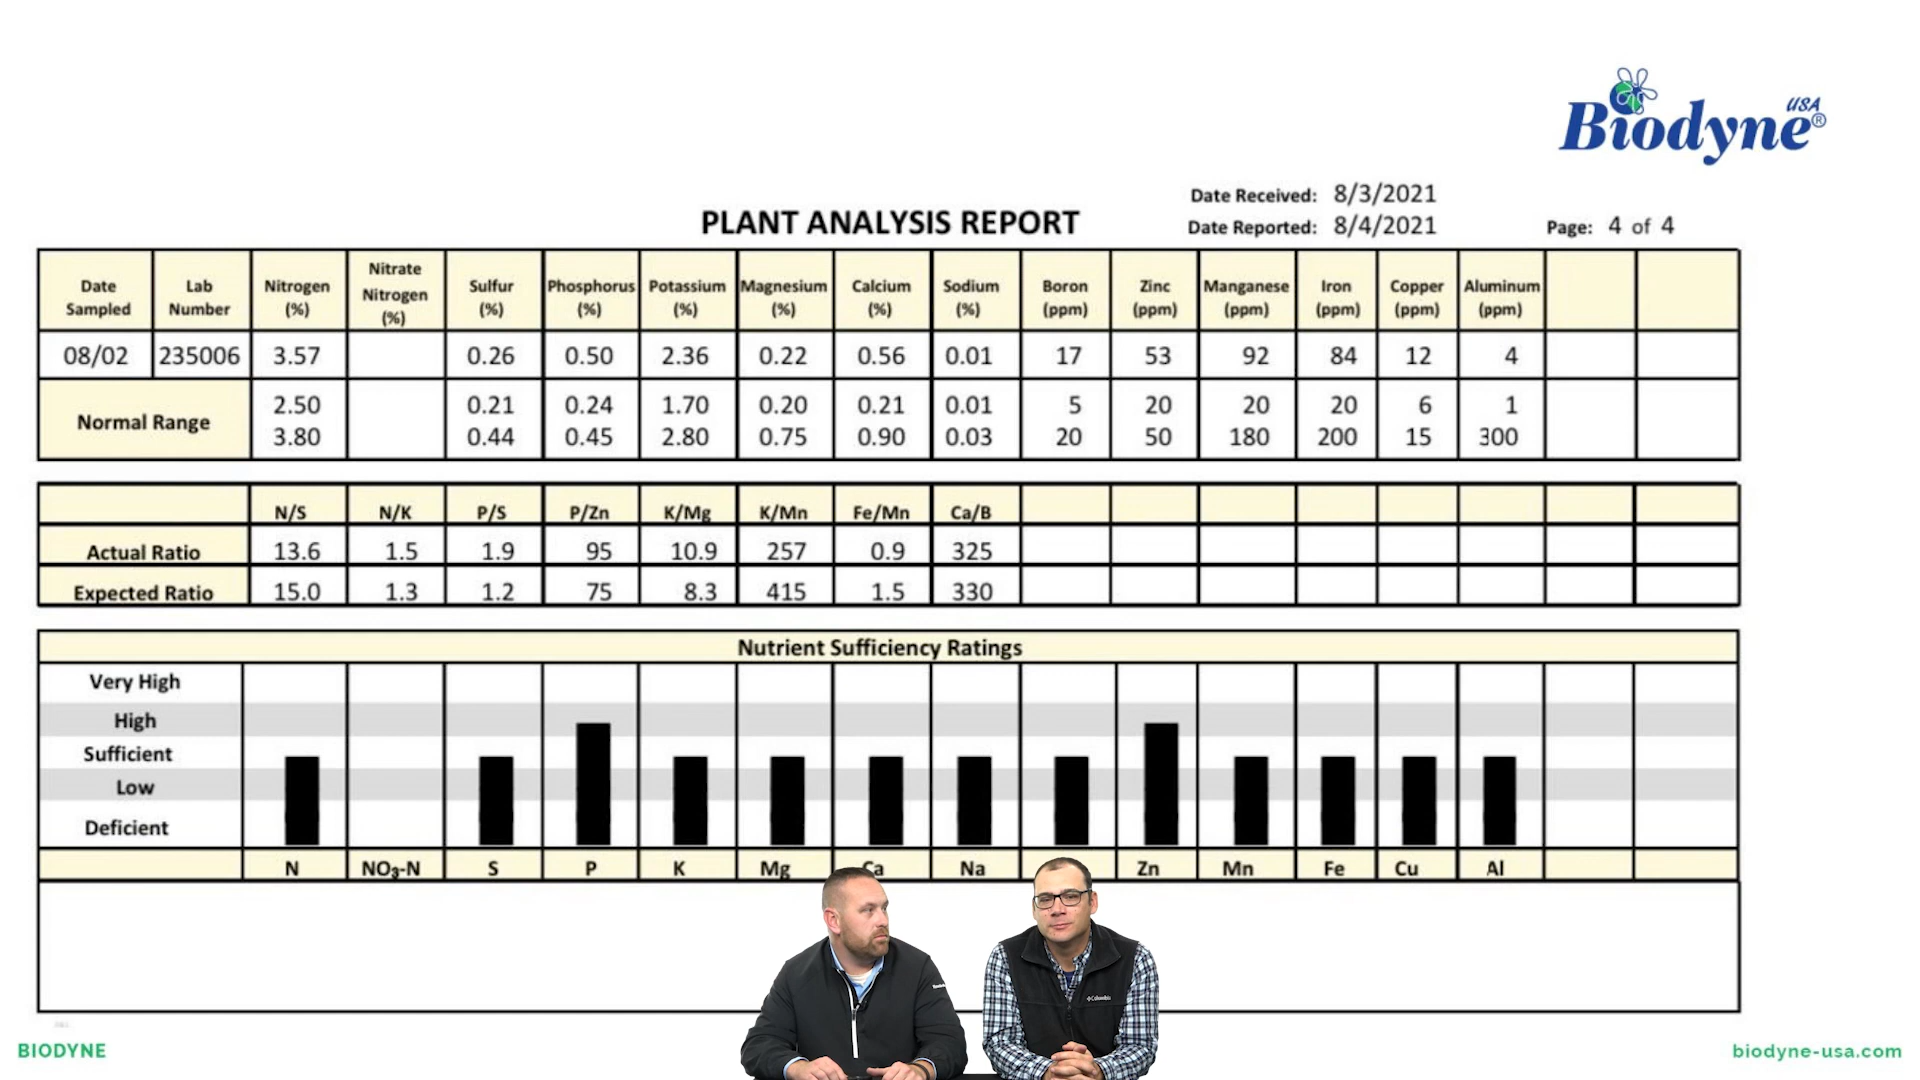 Biodyne USA®
Date Received: 8/3/2021
PLANT ANALYSIS REPORT
Date Reported: 8/4/2021
Page: 4 of 4
Date Sampled Lab Number Nitrogen (%) Nitrate Nitrogen (%) Sulfur (%) Phosphorus (%) Potassium (%) Magnesium (%) Calcium (%) Sodium (%) Boron (ppm) Zinc (ppm) Manganese (ppm) Iron (ppm) Copper (ppm) Aluminum (ppm)
08/02 235006 3.57 0.26 0.50 2.36 0.22 0.56 0.01 17 53 92 84 12 4
Normal Range
2.50 0.21 0.24 1.70 0.20 0.21 0.01 5 20 20 20 6 1
3.80 0.44 0.45 2.80 0.75 0.90 0.03 20 50 180 200 15 300
N/S N/K P/S P/Zn K/Mg K/Mn Fe/Mn Ca/B
Actual Ratio 13.6 1.5 1.9 95 10.9 257 0.9 325
Expected Ratio 15.0 1.3 1.2 75 8.3 415 1.5 330
Nutrient Sufficiency Ratings
Very High
High
Sufficient
Low
Deficient
N NO3-N S P K Mg Ca Na Zn Mn Fe Cu Al
Columbia
BIODYNE
biodyne-usa.com